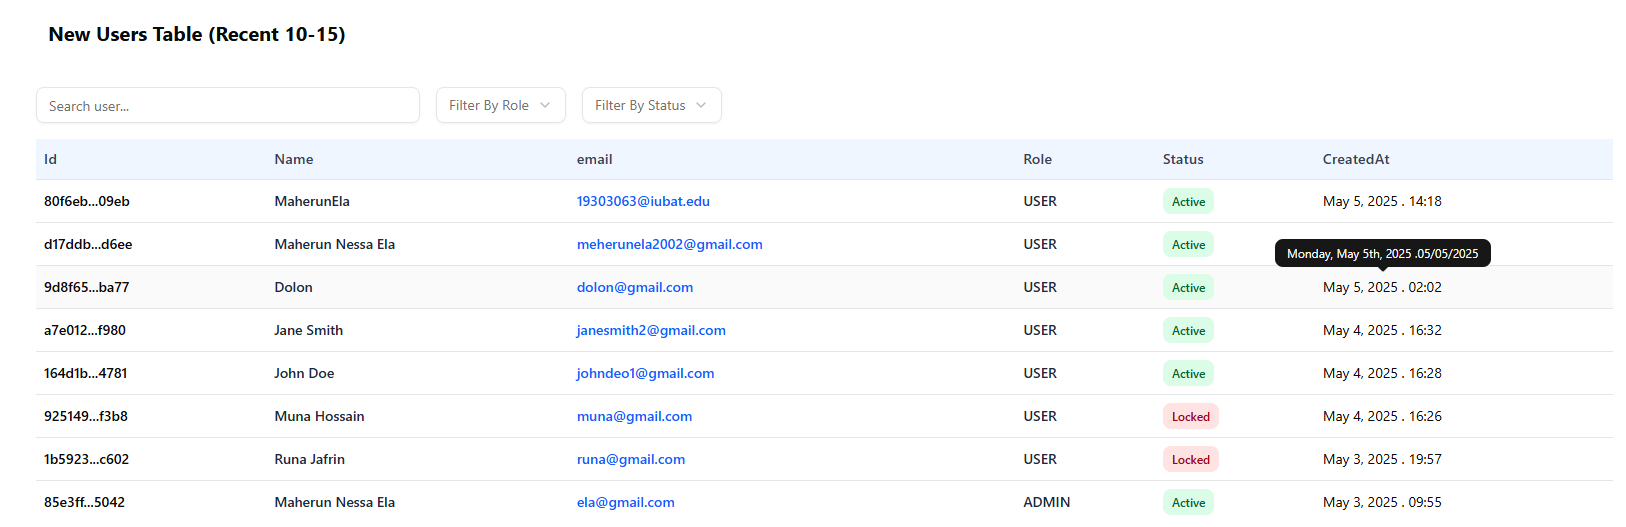 New Users Table (Recent 10-15)
Search user... Filter By Role Filter By Status
Id Name email Role Status CreatedAt
80f6eb...09eb MaherunEla 19303063@iubat.edu USER Active May 5, 2025 . 14:18
d17ddb...d6ee Maherun Nessa Ela meherunela2002@gmail.com USER Active
Monday, May 5th, 2025 .05/05/2025
9d8f65...ba77 Dolon dolon@gmail.com USER Active May 5, 2025 . 02:02
a7e012...f980 Jane Smith janesmith2@gmail.com USER Active May 4, 2025 . 16:32
164d1b...4781 John Doe johndeo1@gmail.com USER Active May 4, 2025 . 16:28
925149...f3b8 Muna Hossain muna@gmail.com USER Locked May 4, 2025 . 16:26
1b5923...c602 Runa Jafrin runa@gmail.com USER Locked May 3, 2025 . 19:57
85e3ff...5042 Maherun Nessa Ela ela@gmail.com ADMIN Active May 3, 2025 . 09:55